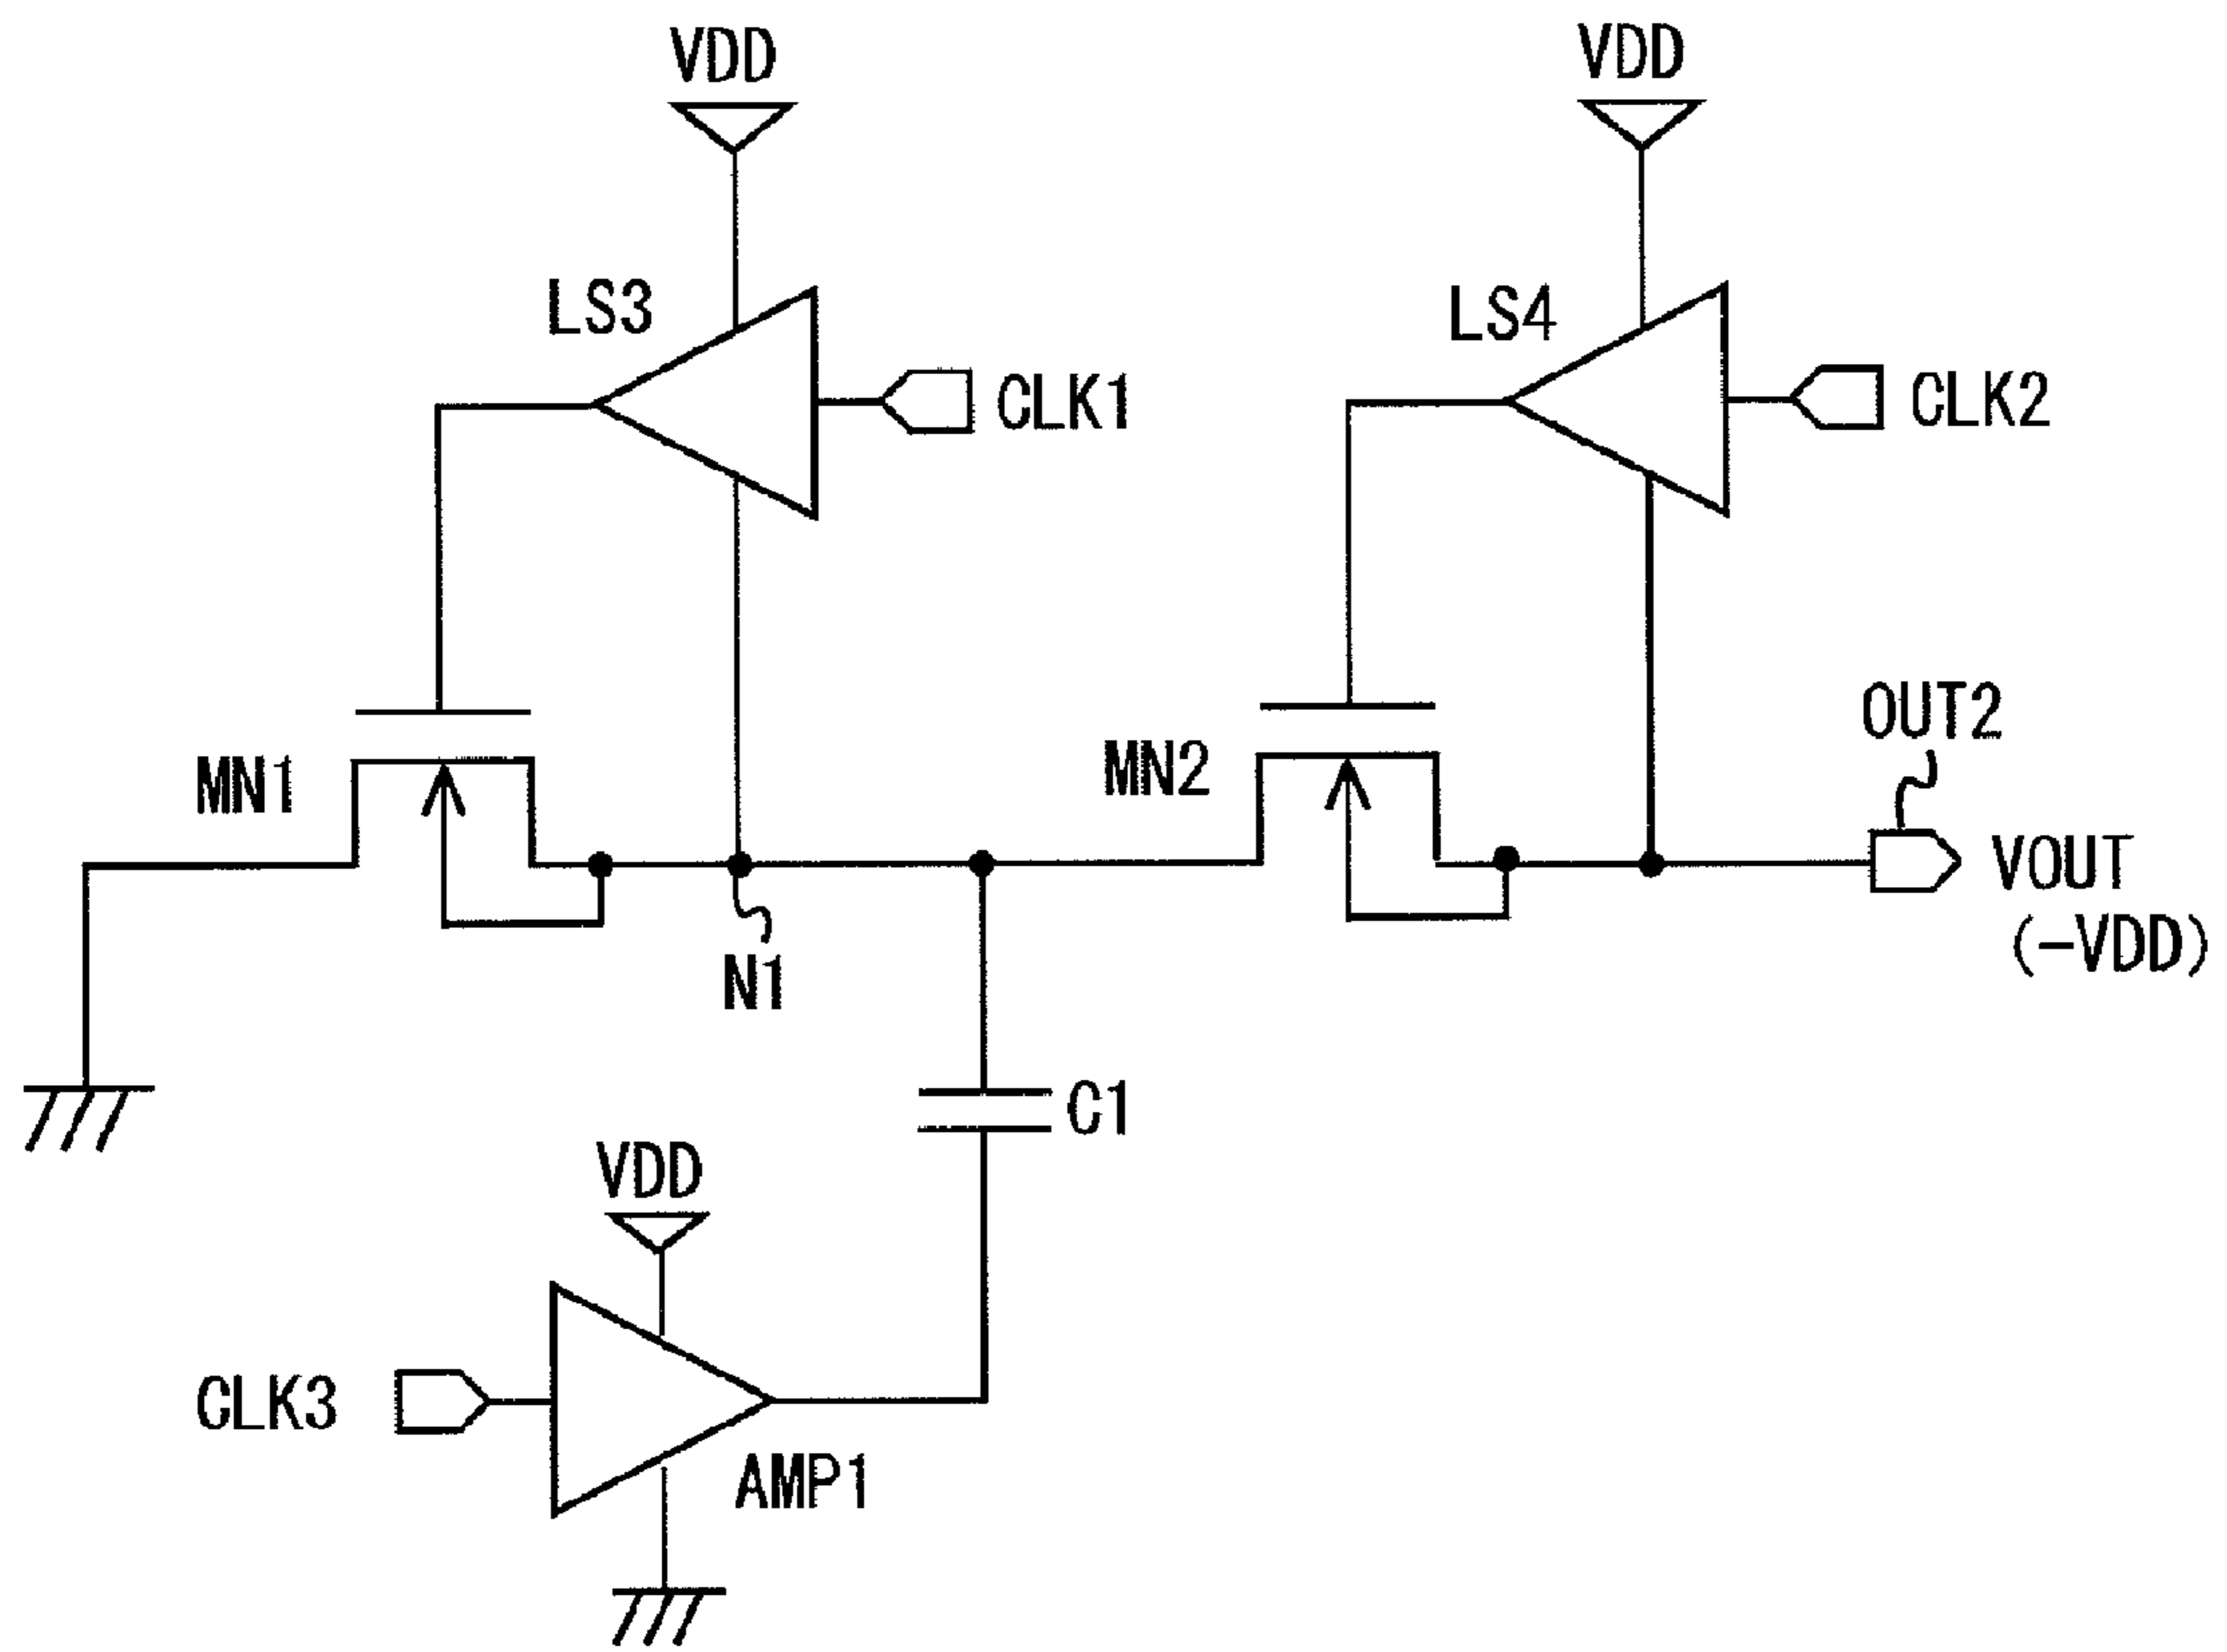 VDD
VDD
LS3
LS4
CLK1
CLK2
OUT2
MN1
MN2
VOUT
(-VDD)
N1
C1
VDD
CLK3
AMP1